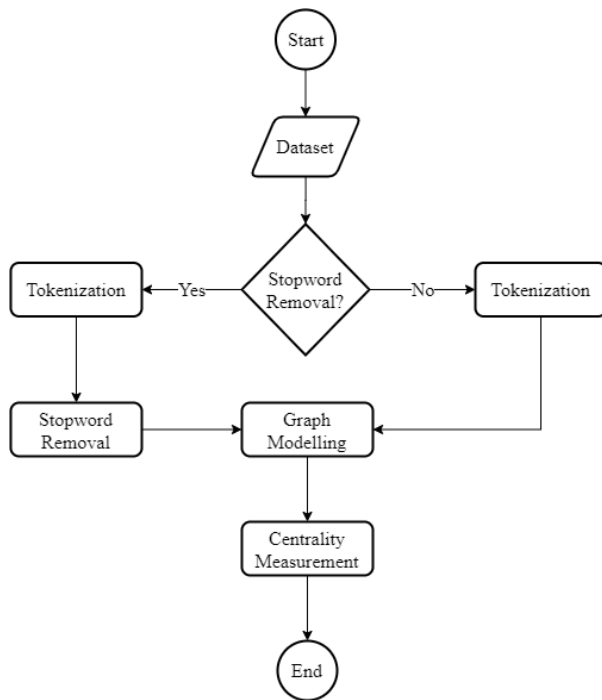 Start
Dataset
Stopword
Removal?
Yes
No
Tokenization
Tokenization
Stopword
Removal
Graph
Modelling
Centrality
Measurement
End